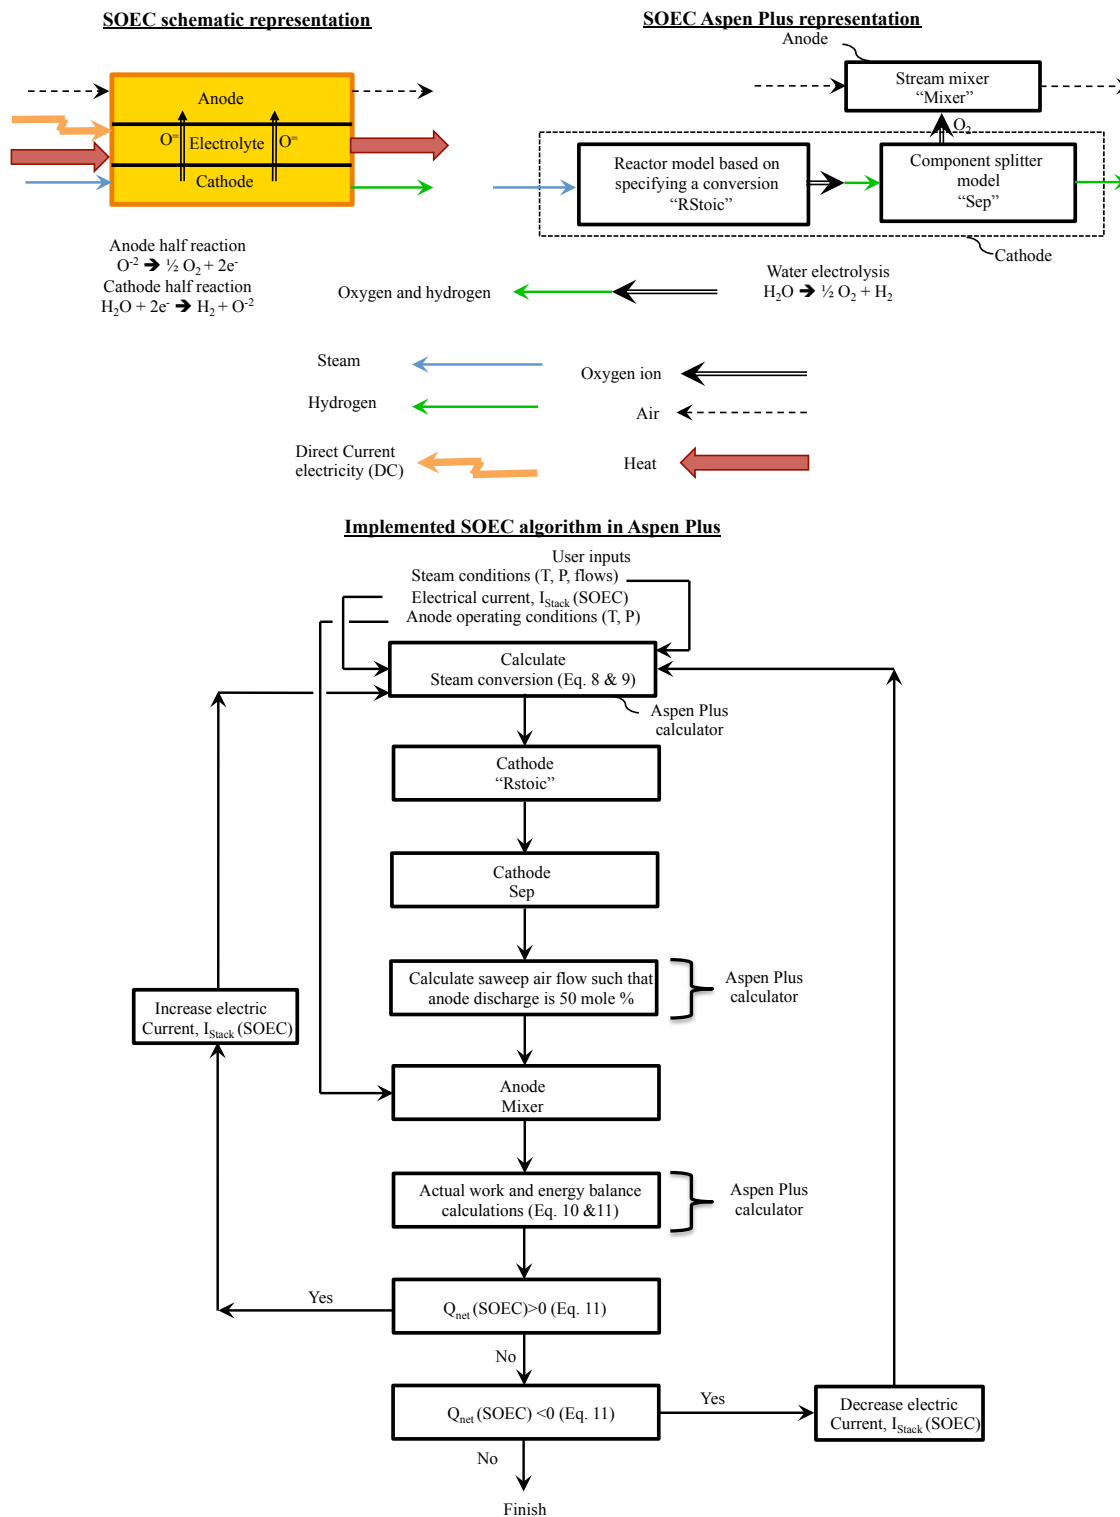 SOEC schematic representation
SOEC Aspen Plus representation
Anode
Anode
O=
Electrolyte
O=
Cathode
Stream mixer
“Mixer”
O2
Reactor model based on
specifying a conversion
“RStoic”
Component splitter
model
“Sep”
Cathode
Anode half reaction
O-2 ➔ ½ O2 + 2e-
Cathode half reaction
H2O + 2e- ➔ H2 + O-2
Oxygen and hydrogen
Water electrolysis
H2O ➔ ½ O2 + H2
Steam
Oxygen ion
Hydrogen
Air
Direct Current
electricity (DC)
Heat
Implemented SOEC algorithm in Aspen Plus
User inputs
Steam conditions (T, P, flows)
Electrical current, IStack (SOEC)
Anode operating conditions (T, P)
Calculate
Steam conversion (Eq. 8 & 9)
Aspen Plus
calculator
Cathode
“Rstoic”
Cathode
Sep
Calculate saweep air flow such that
anode discharge is 50 mole %
Aspen Plus
calculator
Increase electric
Current, IStack (SOEC)
Anode
Mixer
Actual work and energy balance
calculations (Eq. 10 &11)
Aspen Plus
calculator
Yes
Qnet (SOEC)>0 (Eq. 11)
No
Qnet (SOEC) <0 (Eq. 11)
Yes
Decrease electric
Current, IStack (SOEC)
No
Finish